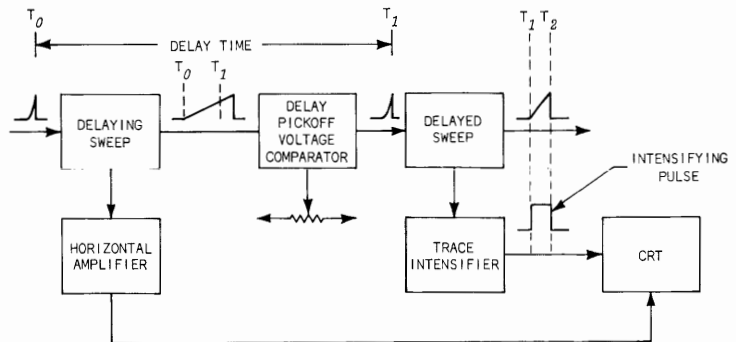 T0 T1 T1 T2
DELAY TIME
T0 T1
DELAYING
SWEEP
DELAY
PICKOFF
VOLTAGE
COMPARATOR
DELAYED
SWEEP
INTENSIFYING
PULSE
HORIZONTAL
AMPLIFIER
TRACE
INTENSIFIER
CRT